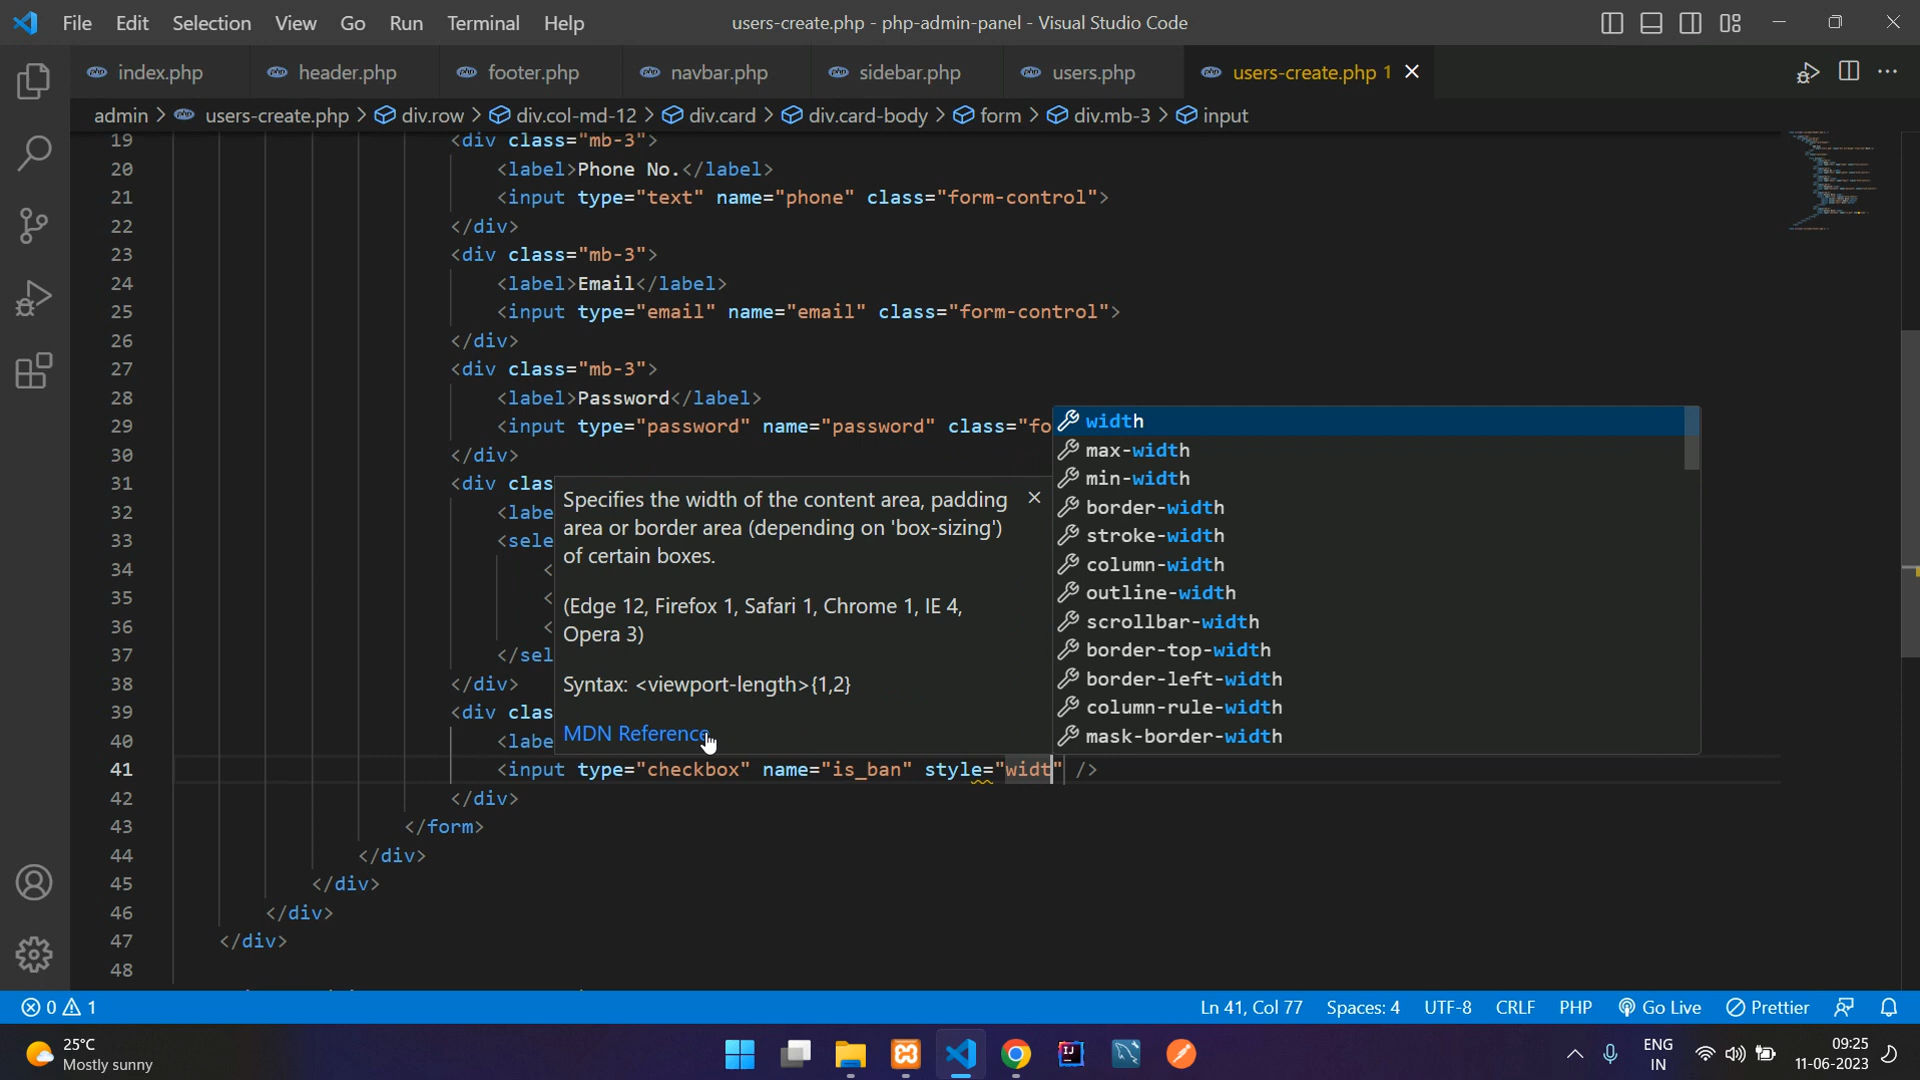 File Edit Selection View Go Run Terminal Help users-create.php - php-admin-panel - Visual Studio Code
index.php header.php footer.php navbar.php sidebar.php users.php users-create.php 1
admin > users-create.php > div.row > div.col-md-12 > div.card > div.card-body > form > div.mb-3 > input
19 <div class="mb-3">
20 <label>Phone No.</label>
21 <input type="text" name="phone" class="form-control">
22 </div>
23 <div class="mb-3">
24 <label>Email</label>
25 <input type="email" name="email" class="form-control">
26 </div>
27 <div class="mb-3">
28 <label>Password</label>
29 <input type="password" name="password" class="fo
30 </div>
31 <div clas
32 <labe
33 <sele
34 <
35 <
36 <
37 </sel
38 </div>
39 <div clas
40 <labe
41 <input type="checkbox" name="is_ban" style="widt" />
42 </div>
43 </form>
44 </div>
45 </div>
46 </div>
47 </div>
48
Specifies the width of the content area, padding
area or border area (depending on 'box-sizing')
of certain boxes.
(Edge 12, Firefox 1, Safari 1, Chrome 1, IE 4,
Opera 3)
Syntax: <viewport-length>{1,2}
MDN Reference
width
max-width
min-width
border-width
stroke-width
column-width
outline-width
scrollbar-width
border-top-width
border-left-width
column-rule-width
mask-border-width
0 1 Ln 41, Col 77 Spaces: 4 UTF-8 CRLF PHP Go Live Prettier
25°C
Mostly sunny
ENG
IN
09:25
11-06-2023